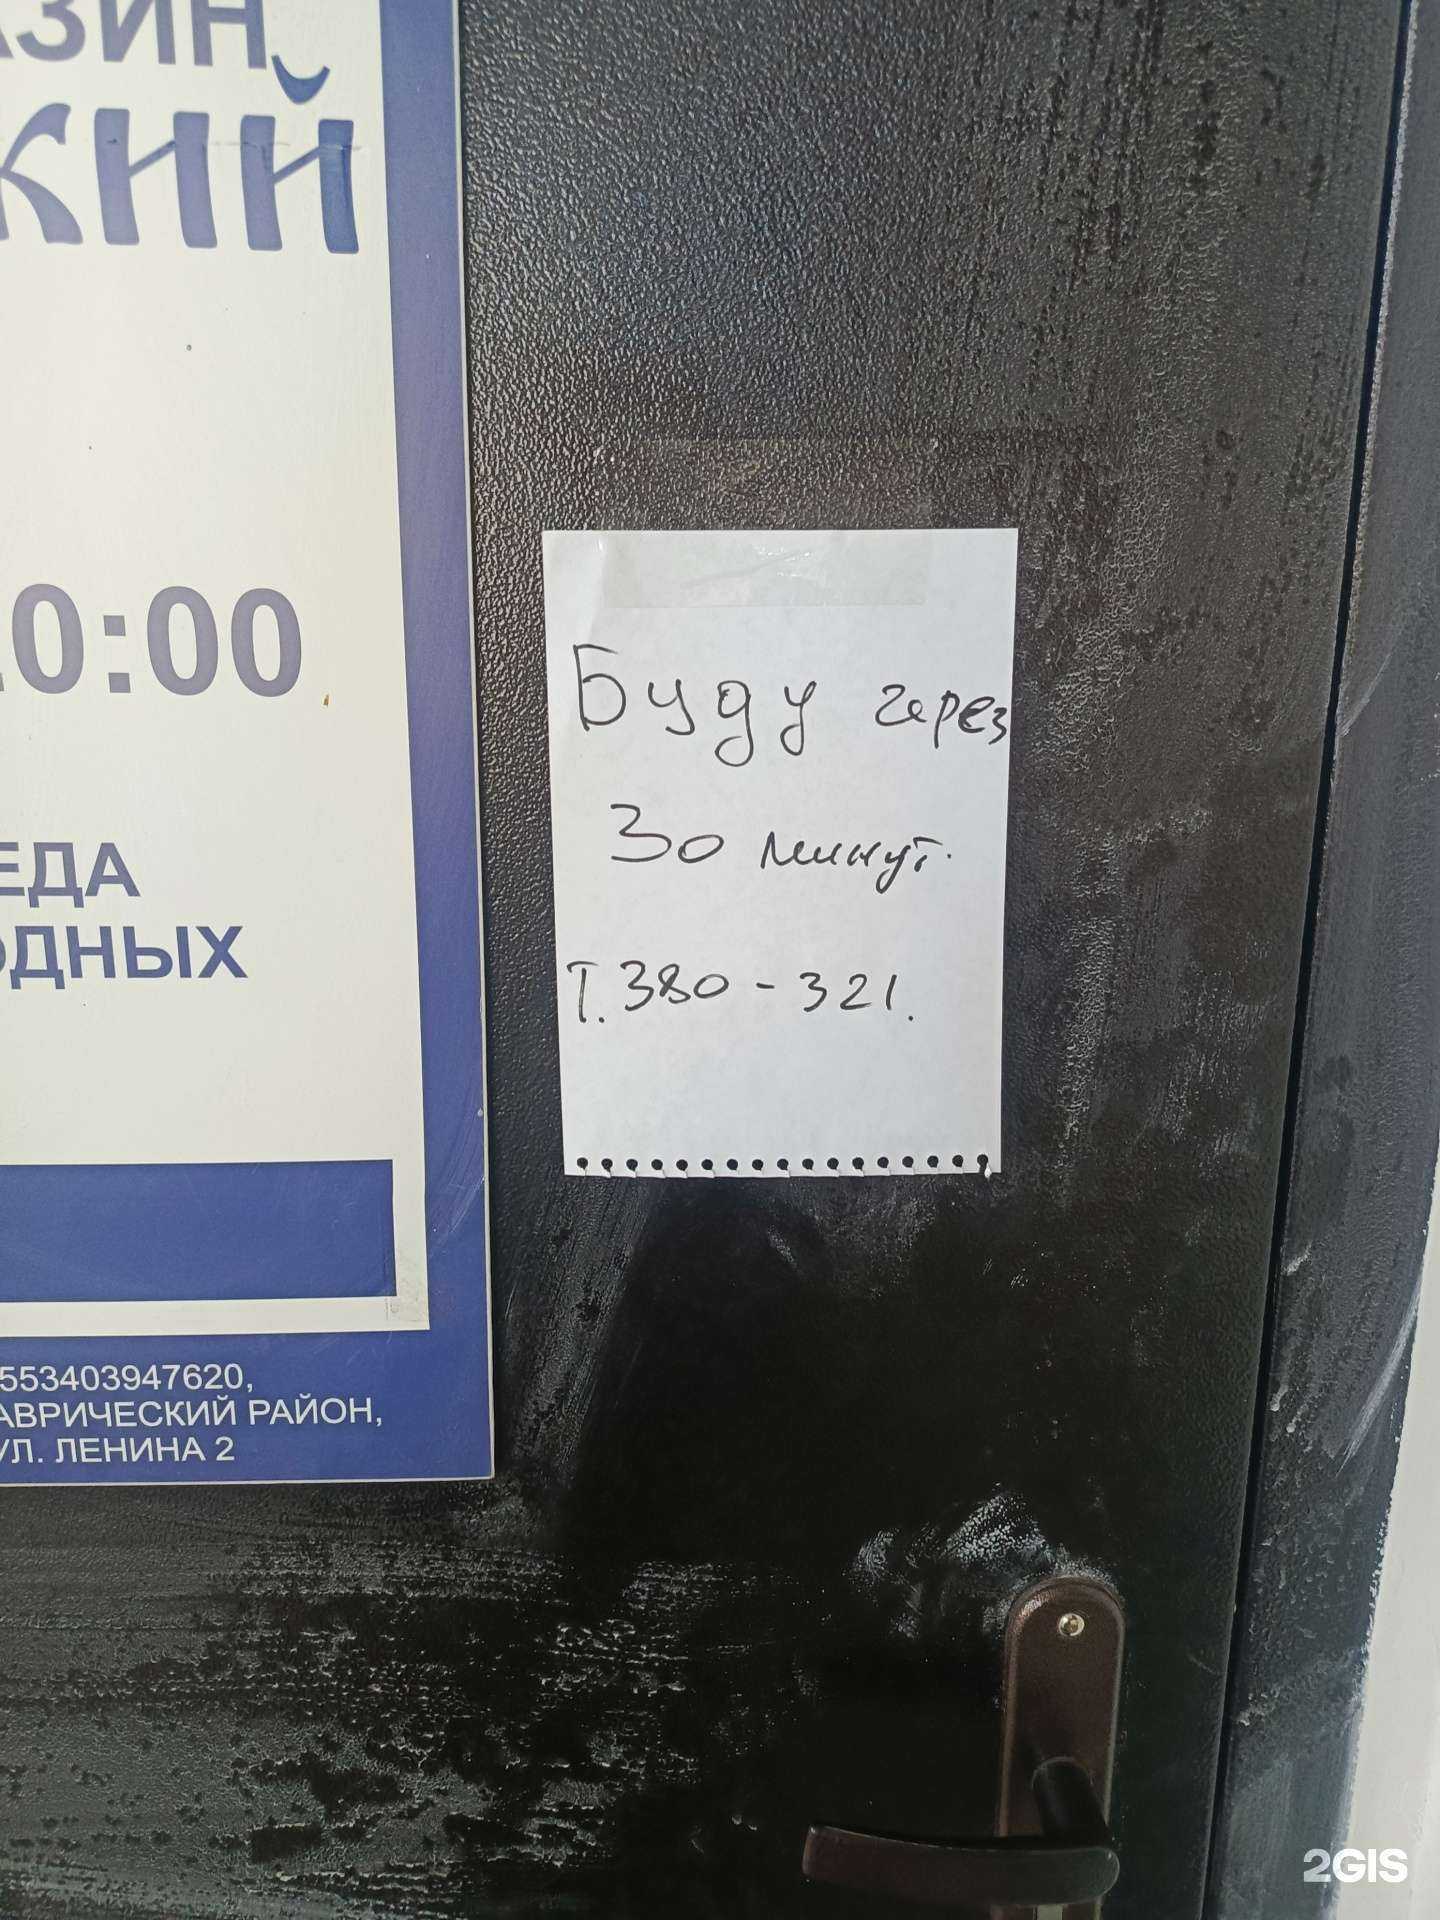 АЗИН
КИЙ
0:00
ЕДА
ОДНЫХ
553403947620,
АВРИЧЕСКИЙ РАЙОН,
УЛ. ЛЕНИНА 2
Буду через
30 минут.
Т. 380-321.
2GIS